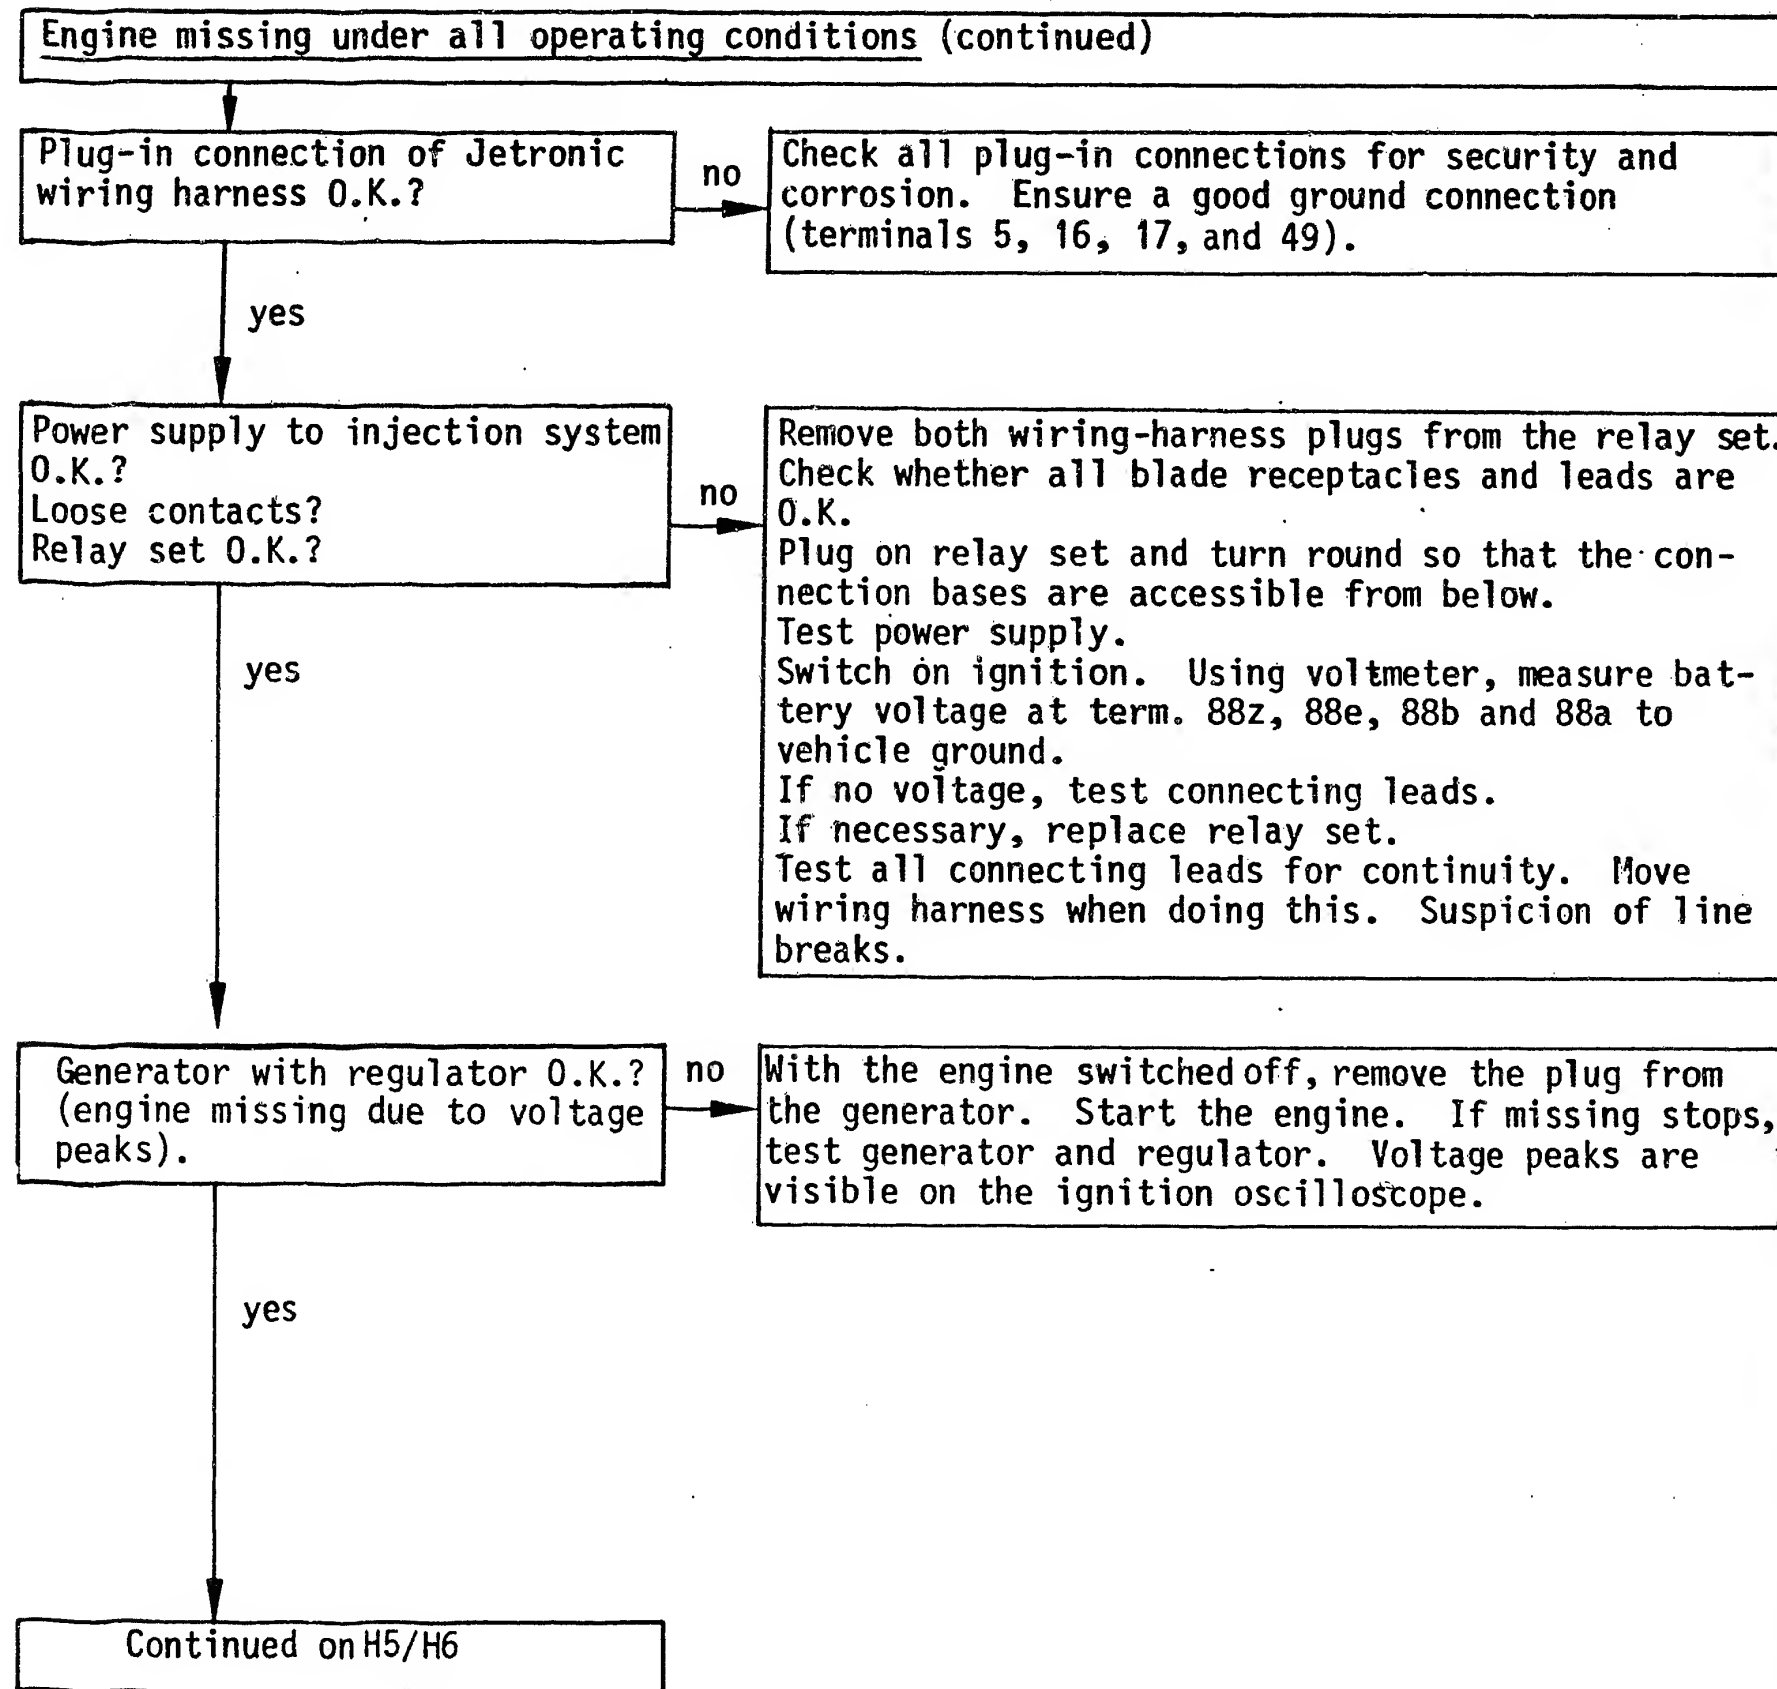 Engine missing under all operating conditions (continued)
Plug-in connection of Jetronic
wiring harness O.K.?
no
Check all plug-in connections for security and
corrosion. Ensure a good ground connection
(terminals 5, 16, 17, and 49).
yes
Power supply to injection system
O.K.?
Loose contacts?
Relay set O.K.?
no
Remove both wiring-harness plugs from the relay set.
Check whether all blade receptacles and leads are
O.K.
Plug on relay set and turn round so that the con-
nection bases are accessible from below.
Test power supply.
Switch on ignition. Using voltmeter, measure bat-
tery voltage at term. 88z, 88e, 88b and 88a to
vehicle ground.
If no voltage, test connecting leads.
If necessary, replace relay set.
Test all connecting leads for continuity. Move
wiring harness when doing this. Suspicion of line
breaks.
yes
Generator with regulator O.K.?
(engine missing due to voltage
peaks).
no
With the engine switched off, remove the plug from
the generator. Start the engine. If missing stops,
test generator and regulator. Voltage peaks are
visible on the ignition oscilloscope.
yes
Continued on H5/H6